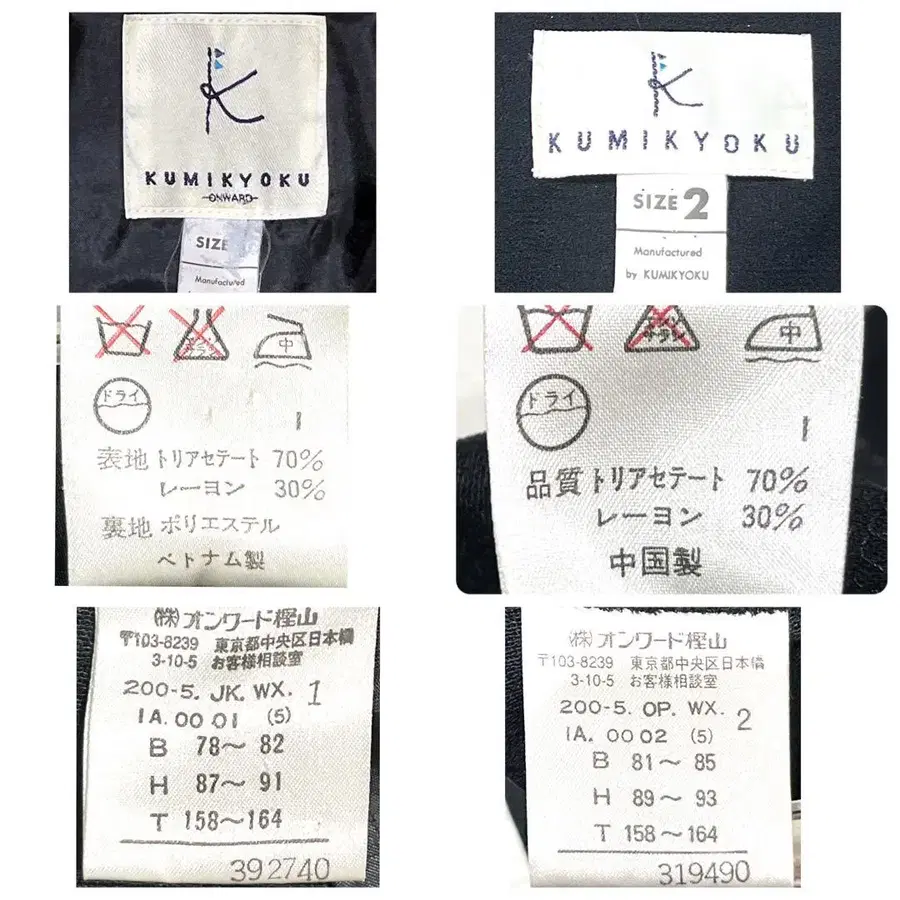 KUMIKYOKU
ONWARD
SIZE
Manufactured
KUMIKYOKU
SIZE 2
Manufactured
by KUMIKYOKU
中
ドライ
表地 トリアセテート 70%
レーヨン 30%
裏地 ポリエステル
ベトナム製
中
ドライ
品質 トリアセテート 70%
レーヨン 30%
中国製
(株)オンワード樫山
〒103-8239 東京都中央区日本橋
3-10-5 お客様相談室
200-5. JK. WX. 1
IA. 00 01 (5)
B 78〜 82
H 87〜 91
T 158〜164
392740
(株)オンワード樫山
〒103-8239 東京都中央区日本橋
3-10-5 お客様相談室
200-5. OP. WX. 2
IA. 00 02 (5)
B 81〜 85
H 89〜 93
T 158〜164
319490